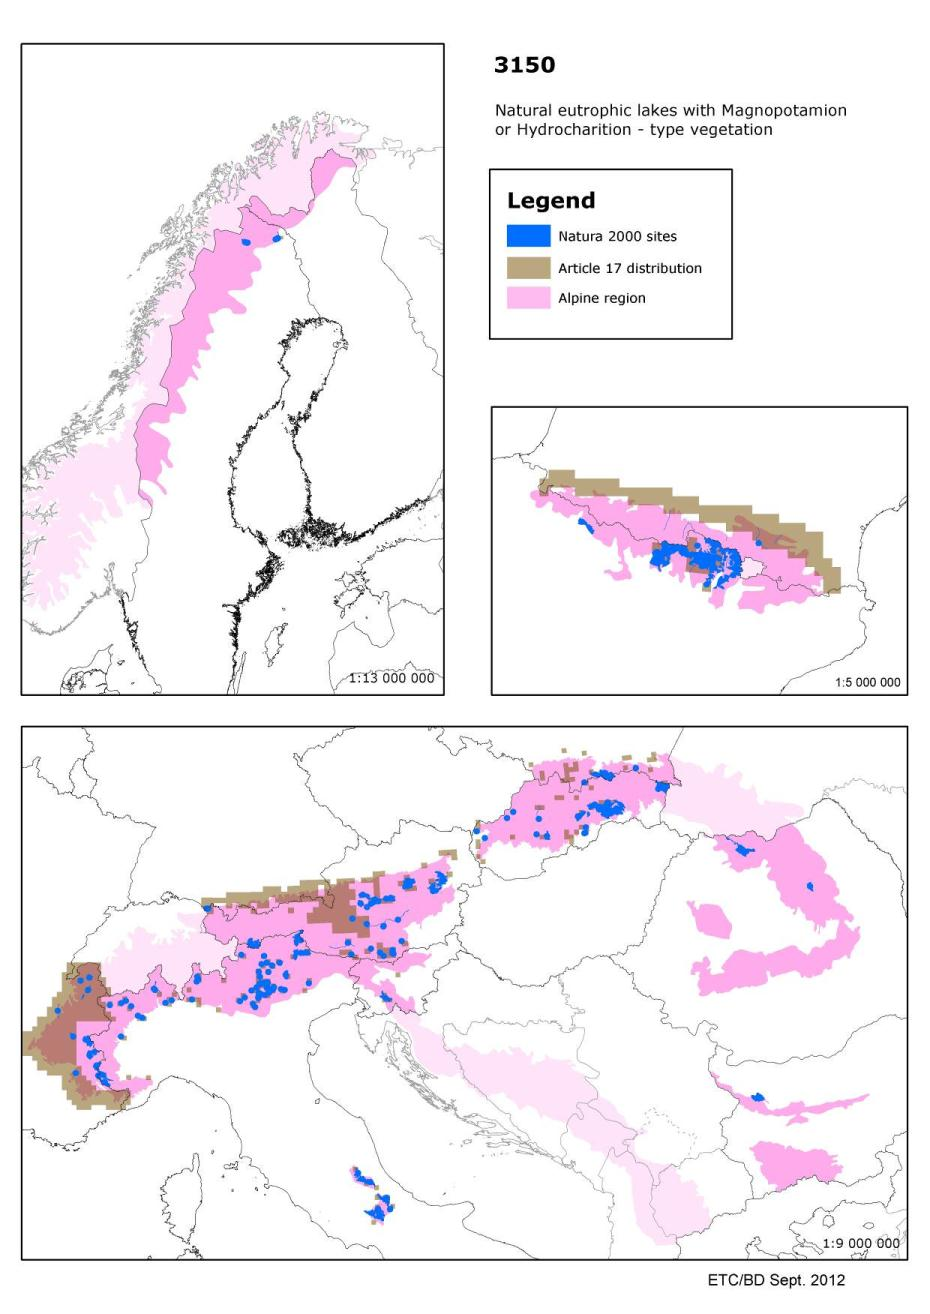 3150
Natural eutrophic lakes with Magnopotamion
or Hydrocharition - type vegetation
Legend
Natura 2000 sites
Article 17 distribution
Alpine region
1:13 000 000
1:5 000 000
1:9 000 000
ETC/BD Sept. 2012